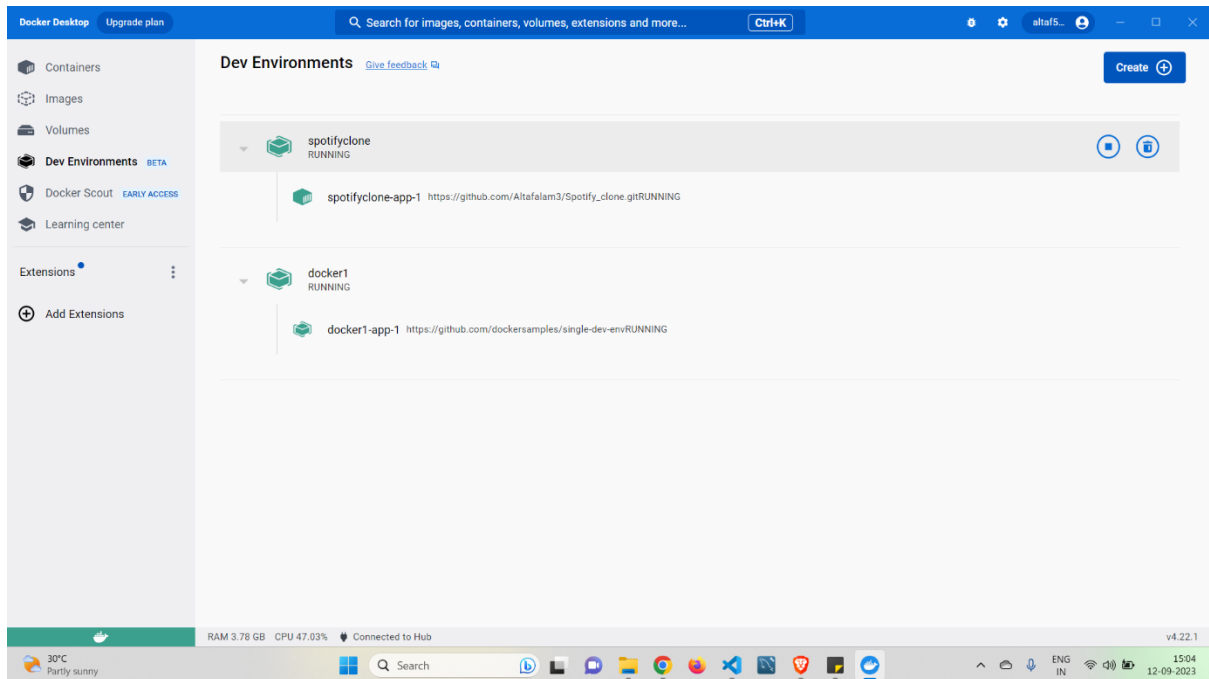 Docker Desktop Upgrade plan Search for images, containers, volumes, extensions and more... Ctrl+K altaf5...
Containers
Images
Volumes
Dev Environments BETA
Docker Scout EARLY ACCESS
Learning center
Extensions
Add Extensions
Dev Environments Give feedback
Create
spotifyclone
RUNNING
spotifyclone-app-1 https://github.com/Altafalam3/Spotify_clone.gitRUNNING
docker1
RUNNING
docker1-app-1 https://github.com/dockersamples/single-dev-envRUNNING
RAM 3.78 GB CPU 47.03% Connected to Hub v4.22.1
30°C
Partly sunny
Search
ENG
IN
15:04
12-09-2023